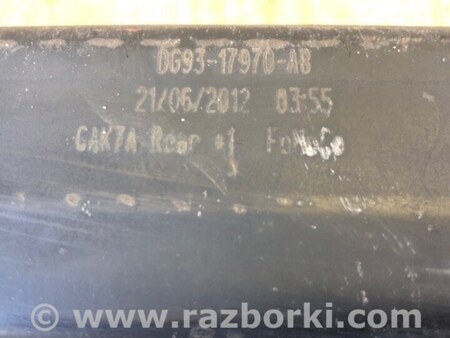 DG93-17970-AB
21/06/2012 03:55
CAK7A Rear #1 FoMoCo
© www.razborki.com